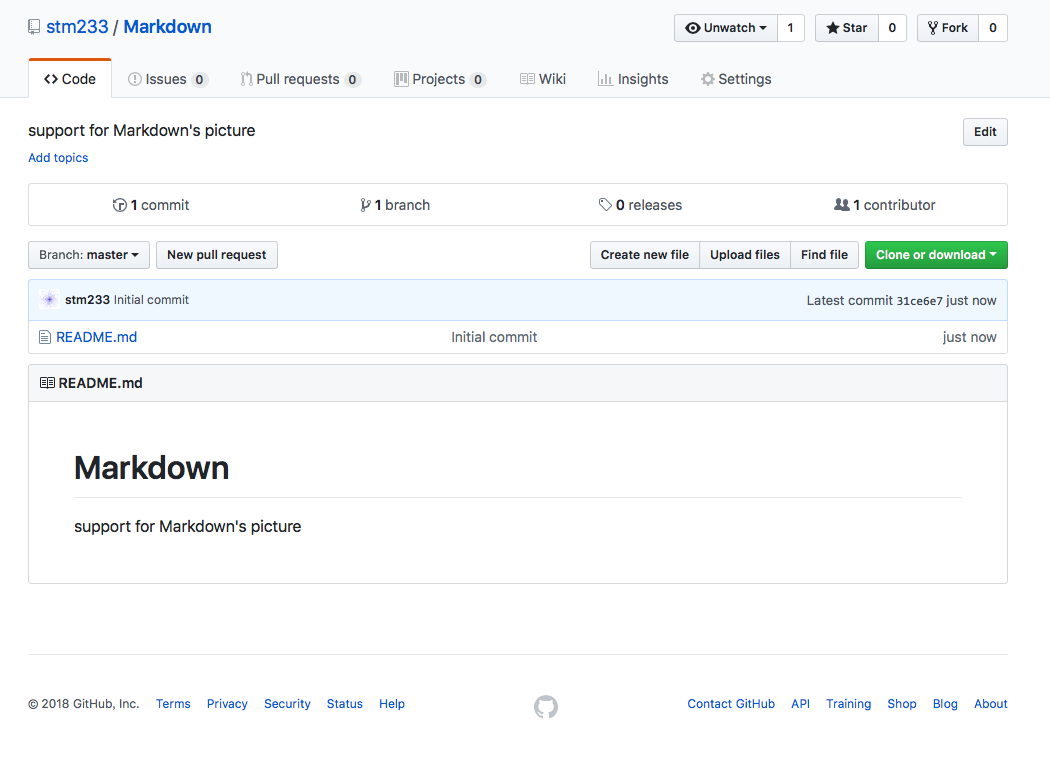 stm233 / Markdown
Unwatch 1 Star 0 Fork 0
Code Issues 0 Pull requests 0 Projects 0 Wiki Insights Settings
support for Markdown's picture Edit
Add topics
1 commit 1 branch 0 releases 1 contributor
Branch: master New pull request Create new file Upload files Find file Clone or download
stm233 Initial commit Latest commit 31ce6e7 just now
README.md Initial commit just now
README.md
Markdown
support for Markdown's picture
© 2018 GitHub, Inc. Terms Privacy Security Status Help Contact GitHub API Training Shop Blog About